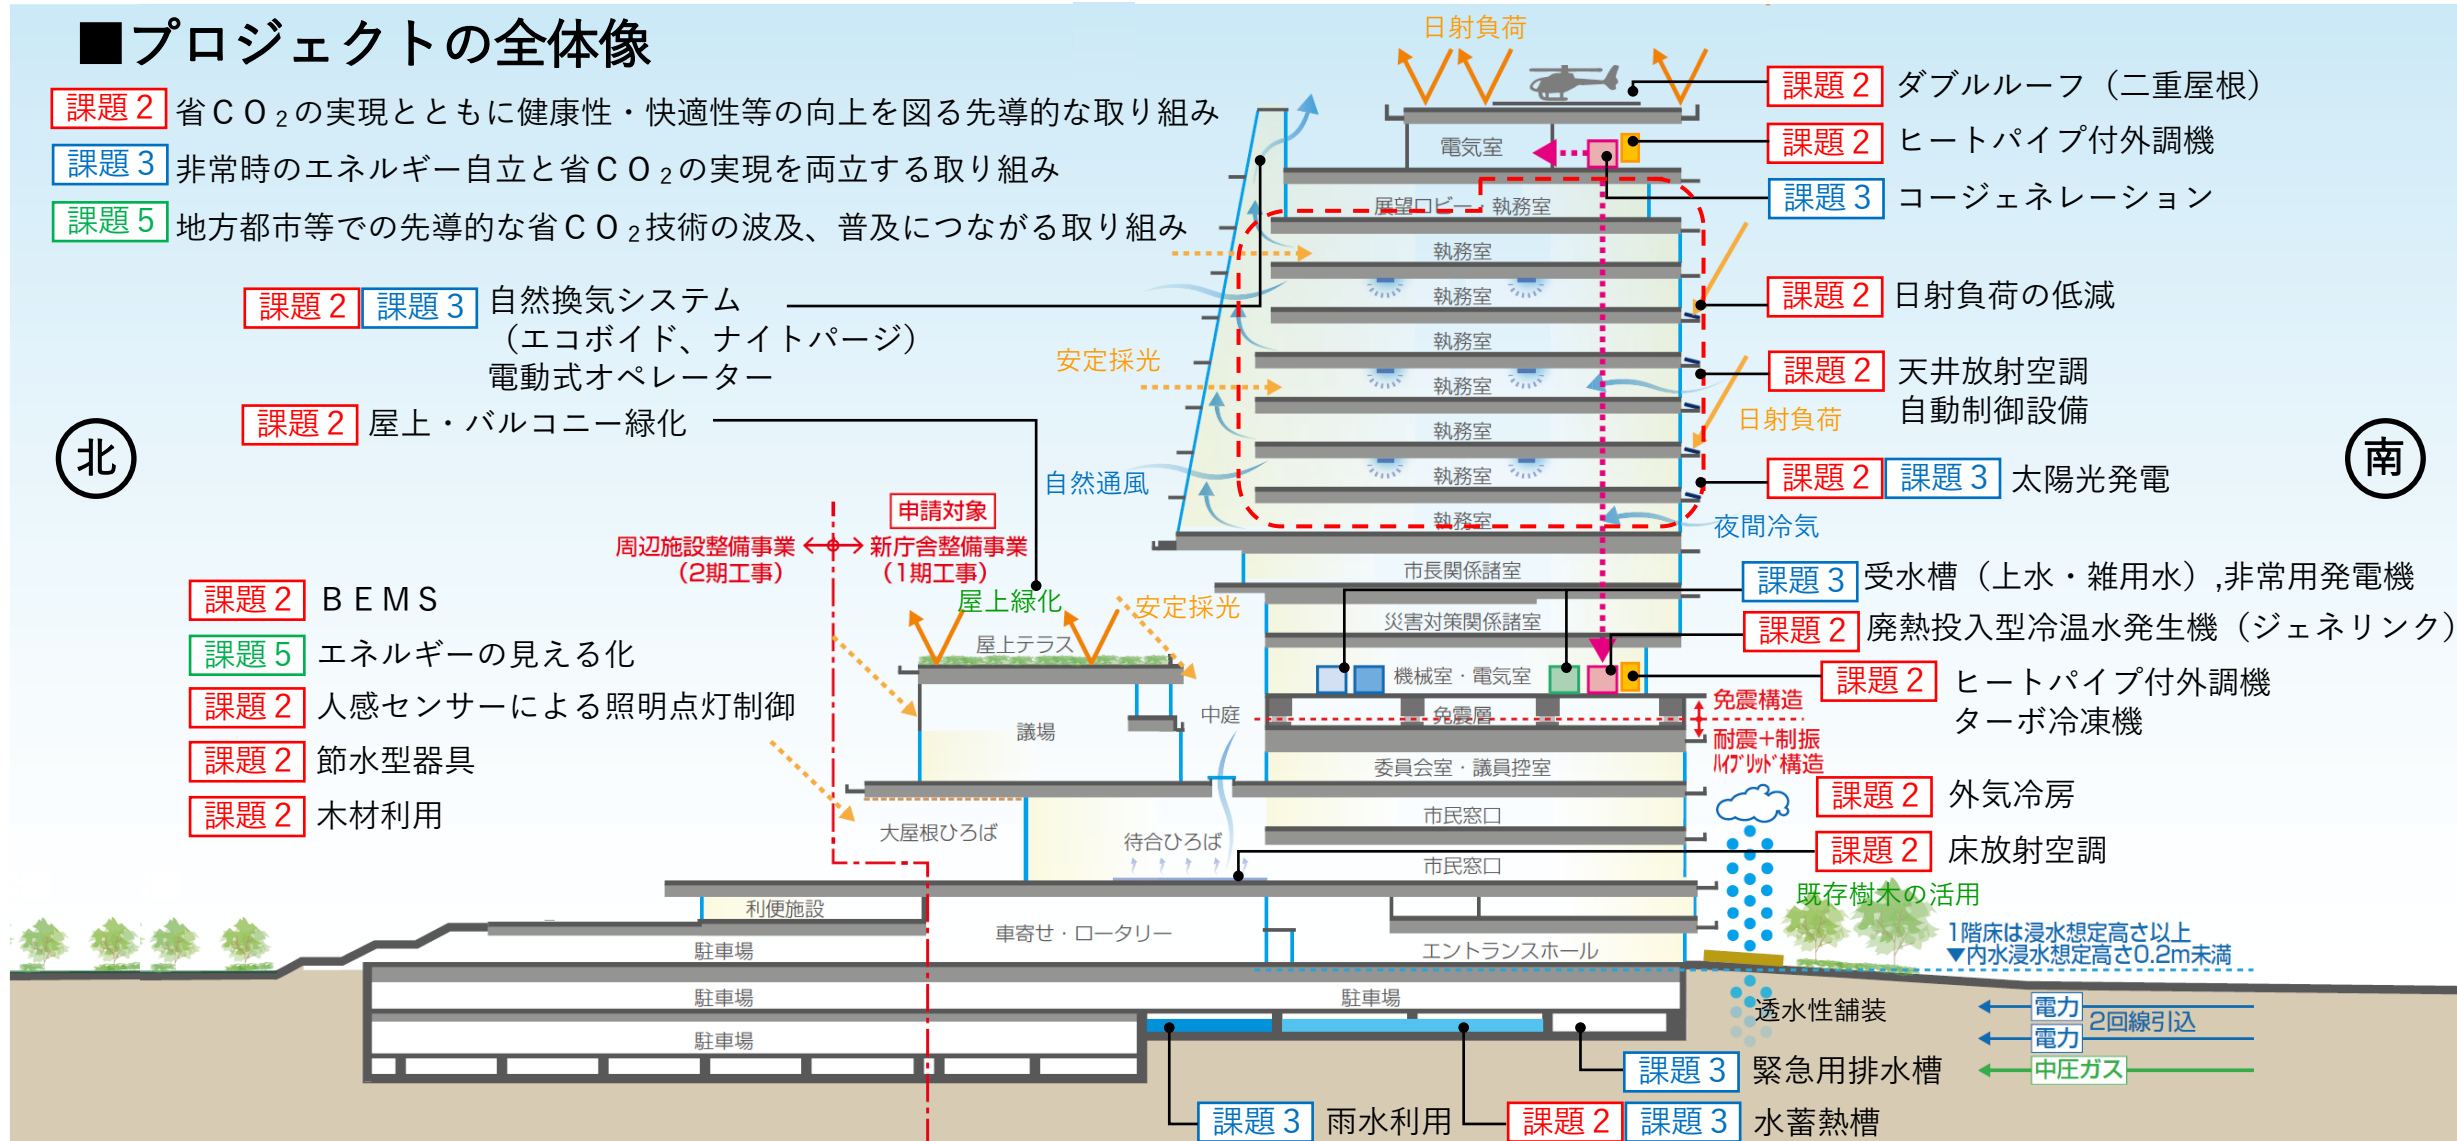 ■プロジェクトの全体像
課題２ 省ＣＯ₂の実現とともに健康性・快適性等の向上を図る先導的な取り組み
課題３ 非常時のエネルギー自立と省ＣＯ₂の実現を両立する取り組み
課題５ 地方都市等での先導的な省ＣＯ₂技術の波及、普及につながる取り組み
課題２ 課題３ 自然換気システム
（エコボイド、ナイトパージ）
電動式オペレーター
課題２ 屋上・バルコニー緑化
北
課題２ ＢＥＭＳ
課題５ エネルギーの見える化
課題２ 人感センサーによる照明点灯制御
課題２ 節水型器具
課題２ 木材利用
申請対象
周辺施設整備事業
（2期工事）
新庁舎整備事業
（1期工事）
屋上緑化
安定採光
屋上テラス
議場
中庭
大屋根ひろば
待合ひろば
利便施設
車寄せ・ロータリー
駐車場
駐車場
駐車場
駐車場
エントランスホール
日射負荷
電気室
展望ロビー・執務室
執務室
執務室
執務室
執務室
執務室
執務室
執務室
安定採光
自然通風
市長関係諸室
災害対策関係諸室
機械室・電気室
免震層
委員会室・議員控室
市民窓口
市民窓口
課題２ ダブルルーフ（二重屋根）
課題２ ヒートパイプ付外調機
課題３ コージェネレーション
課題２ 日射負荷の低減
課題２ 天井放射空調
自動制御設備
日射負荷
課題２ 課題３ 太陽光発電
南
夜間冷気
課題３ 受水槽（上水・雑用水）,非常用発電機
課題２ 廃熱投入型冷温水発生機（ジェネリンク）
課題２ ヒートパイプ付外調機
ターボ冷凍機
免震構造
耐震＋制振
ﾊｲﾌﾞﾘｯﾄﾞ構造
課題２ 外気冷房
課題２ 床放射空調
既存樹木の活用
1階床は浸水想定高さ以上
▼内水浸水想定高さ0.2m未満
透水性舗装
電力
2回線引込
電力
中圧ガス
課題３ 緊急用排水槽
課題３ 雨水利用
課題２ 課題３ 水蓄熱槽